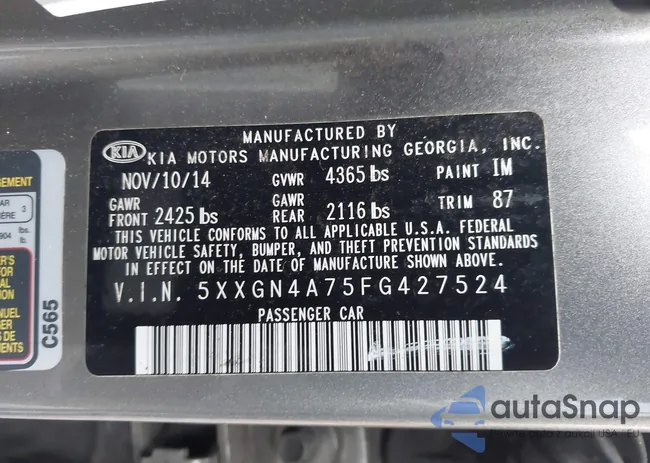 MANUFACTURED BY
KIA KIA MOTORS MANUFACTURING GEORGIA, INC.
NOV/10/14 GVWR 4365 lbs PAINT IM
GAWR FRONT 2425 lbs GAWR REAR 2116 lbs TRIM 87
THIS VEHICLE CONFORMS TO ALL APPLICABLE U.S.A. FEDERAL
MOTOR VEHICLE SAFETY, BUMPER, AND THEFT PREVENTION STANDARDS
IN EFFECT ON THE DATE OF MANUFACTURE SHOWN ABOVE.
V.I.N. 5XXGN4A75FG427524
PASSENGER CAR
C565
autaSnap